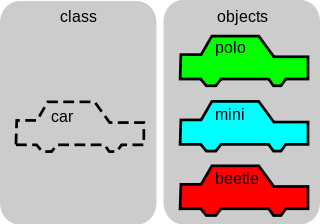 class
car
objects
polo
mini
beetle